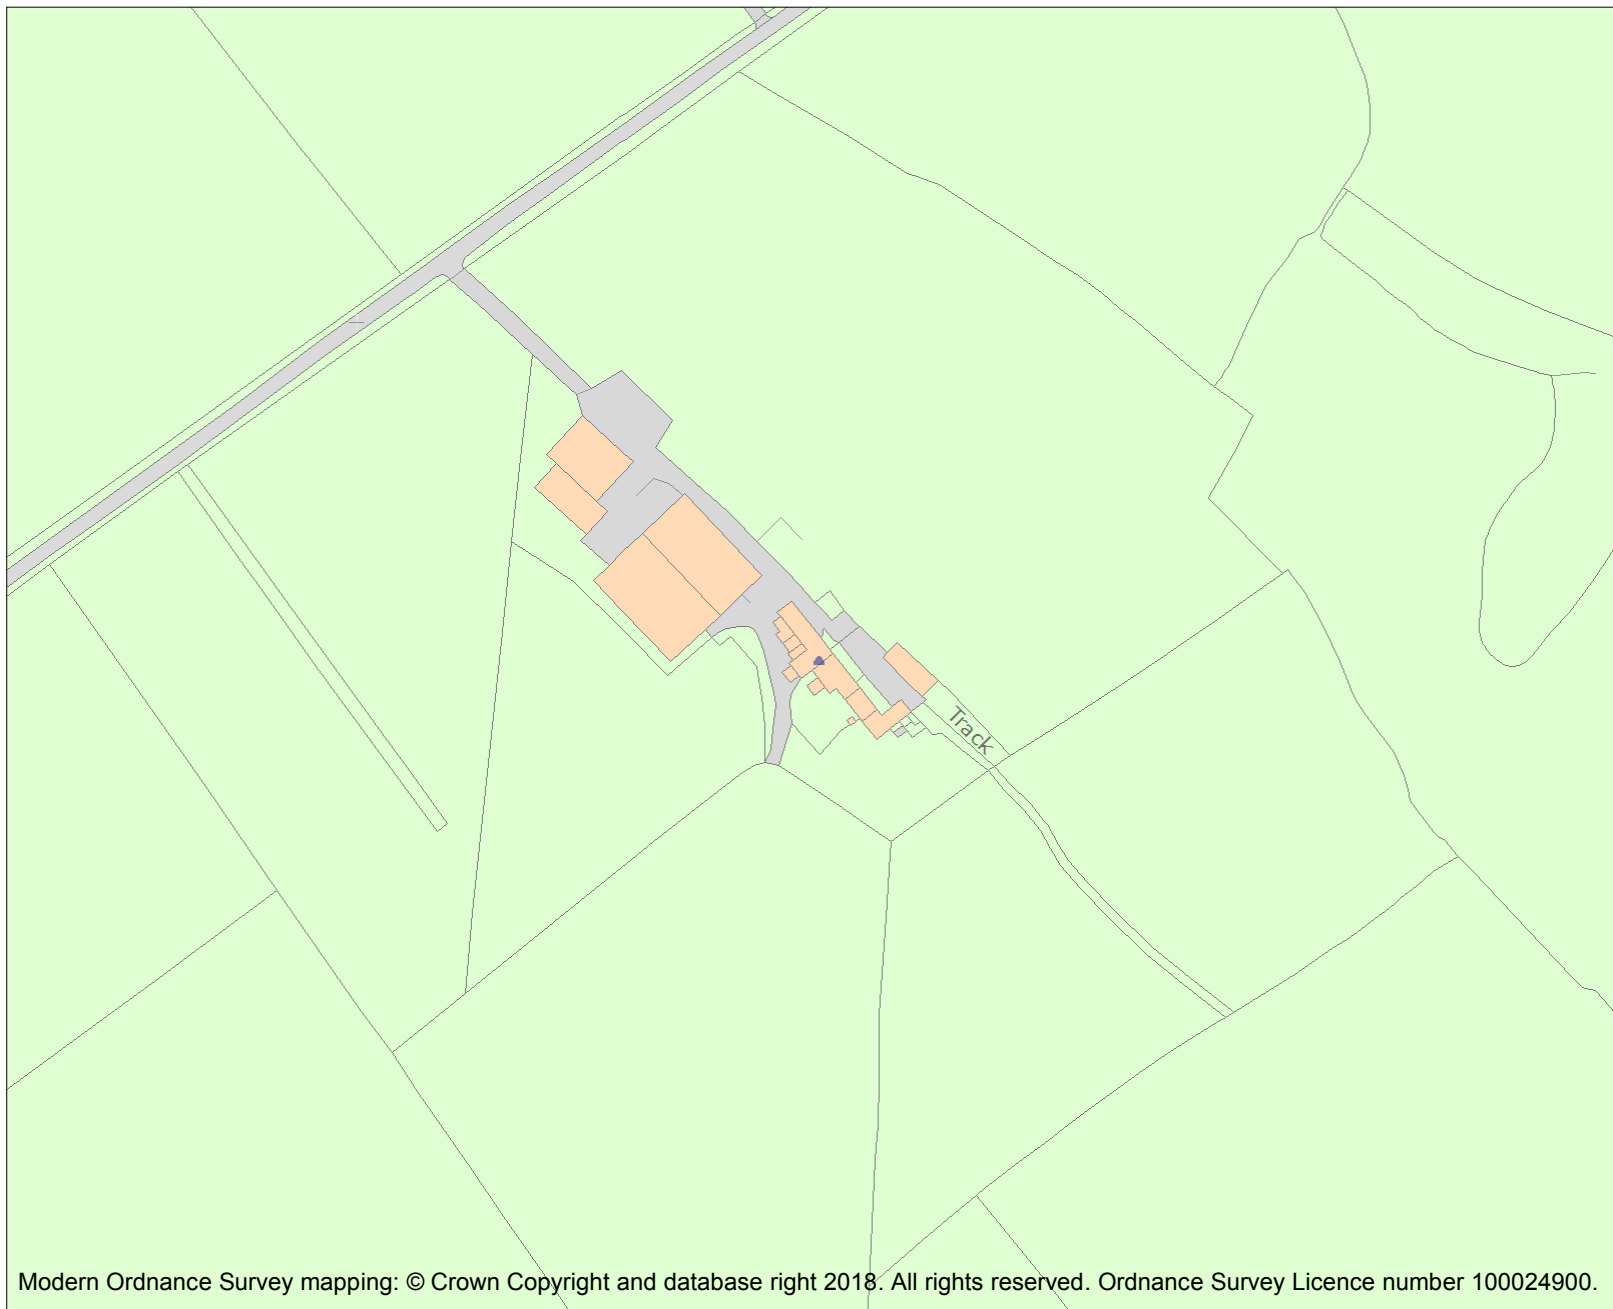 Track
Modern Ordnance Survey mapping: © Crown Copyright and database right 2018. All rights reserved. Ordnance Survey Licence number 100024900.